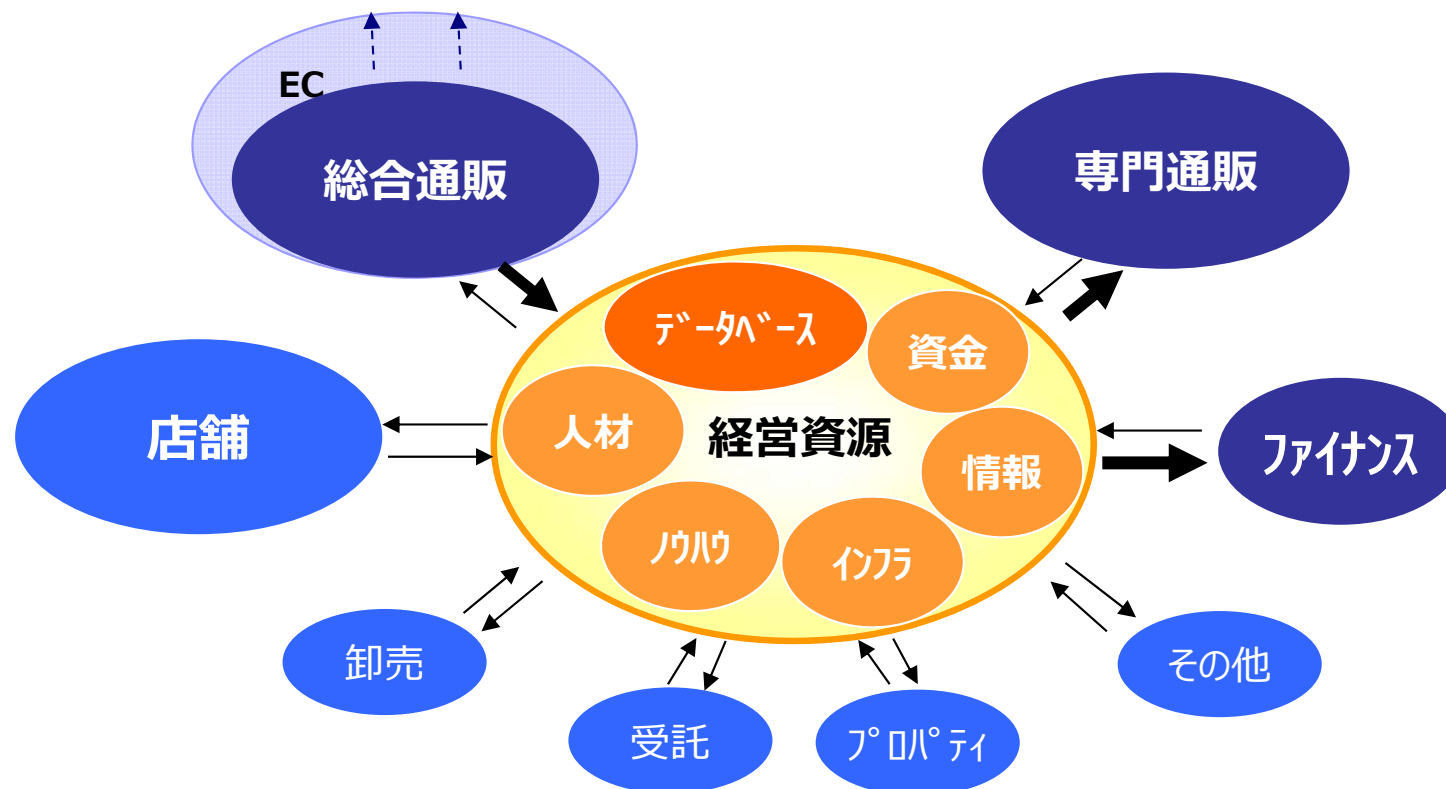 EC
総合通販
専門通販
ﾃﾞｰﾀﾍﾞｰｽ
資金
店舗
人材
経営資源
情報
ﾌｧｲﾅﾝｽ
ﾉｳﾊｳ
ｲﾝﾌﾗ
卸売
その他
受託
ﾌﾟﾛﾊﾟﾃｨ